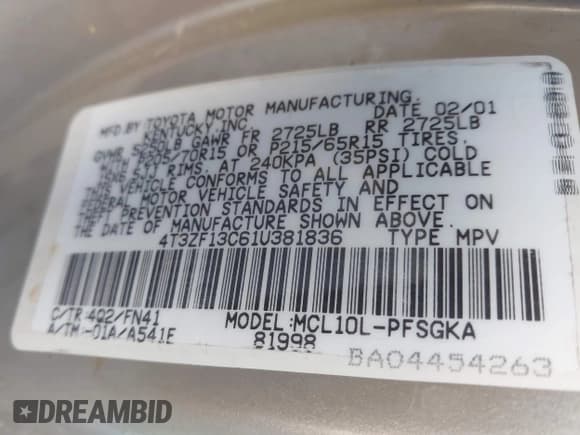 MFD.BY TOYOTA MOTOR MANUFACTURING, DATE 02/01
KENTUCKY,INC.
GVWR 5250LB GAWR FR 2725LB RR 2725LB
P205/70R15 OR P215/65R15 TIRES,
RIMS, AT 240KPA (35PSI) COLD
THIS VEHICLE CONFORMS TO ALL APPLICABLE
FEDERAL MOTOR VEHICLE SAFETY AND
THEFT PREVENTION STANDARDS IN EFFECT ON
THE DATE OF MANUFACTURE SHOWN ABOVE.
4T3ZF13C61U381836 TYPE MPV
C/TR:4Q2/FN41 MODEL:MCL10L-PFSGKA
A/TM:-01A/A541E 81998
BA04454263
DREAMBID